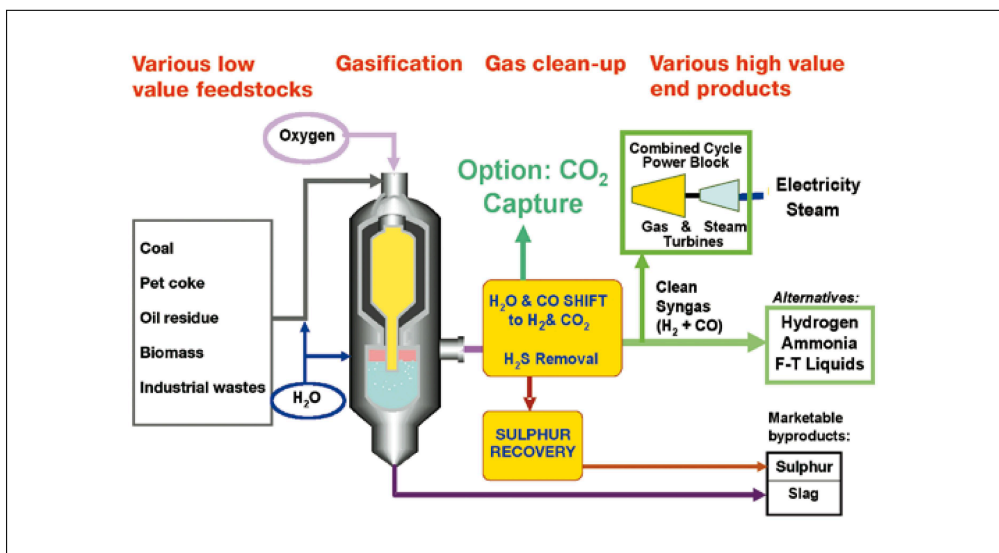 Various low
value feedstocks
Gasification
Gas clean-up
Various high value
end products
Oxygen
Coal
Pet coke
Oil residue
Biomass
Industrial wastes
H₂O
Option: CO₂
Capture
H₂O & CO SHIFT
to H₂& CO₂
H₂S Removal
SULPHUR
RECOVERY
Combined Cycle
Power Block
Gas & Steam
Turbines
Electricity
Steam
Clean
Syngas
(H₂ + CO)
Alternatives:
Hydrogen
Ammonia
F-T Liquids
Marketable
byproducts:
Sulphur
Slag